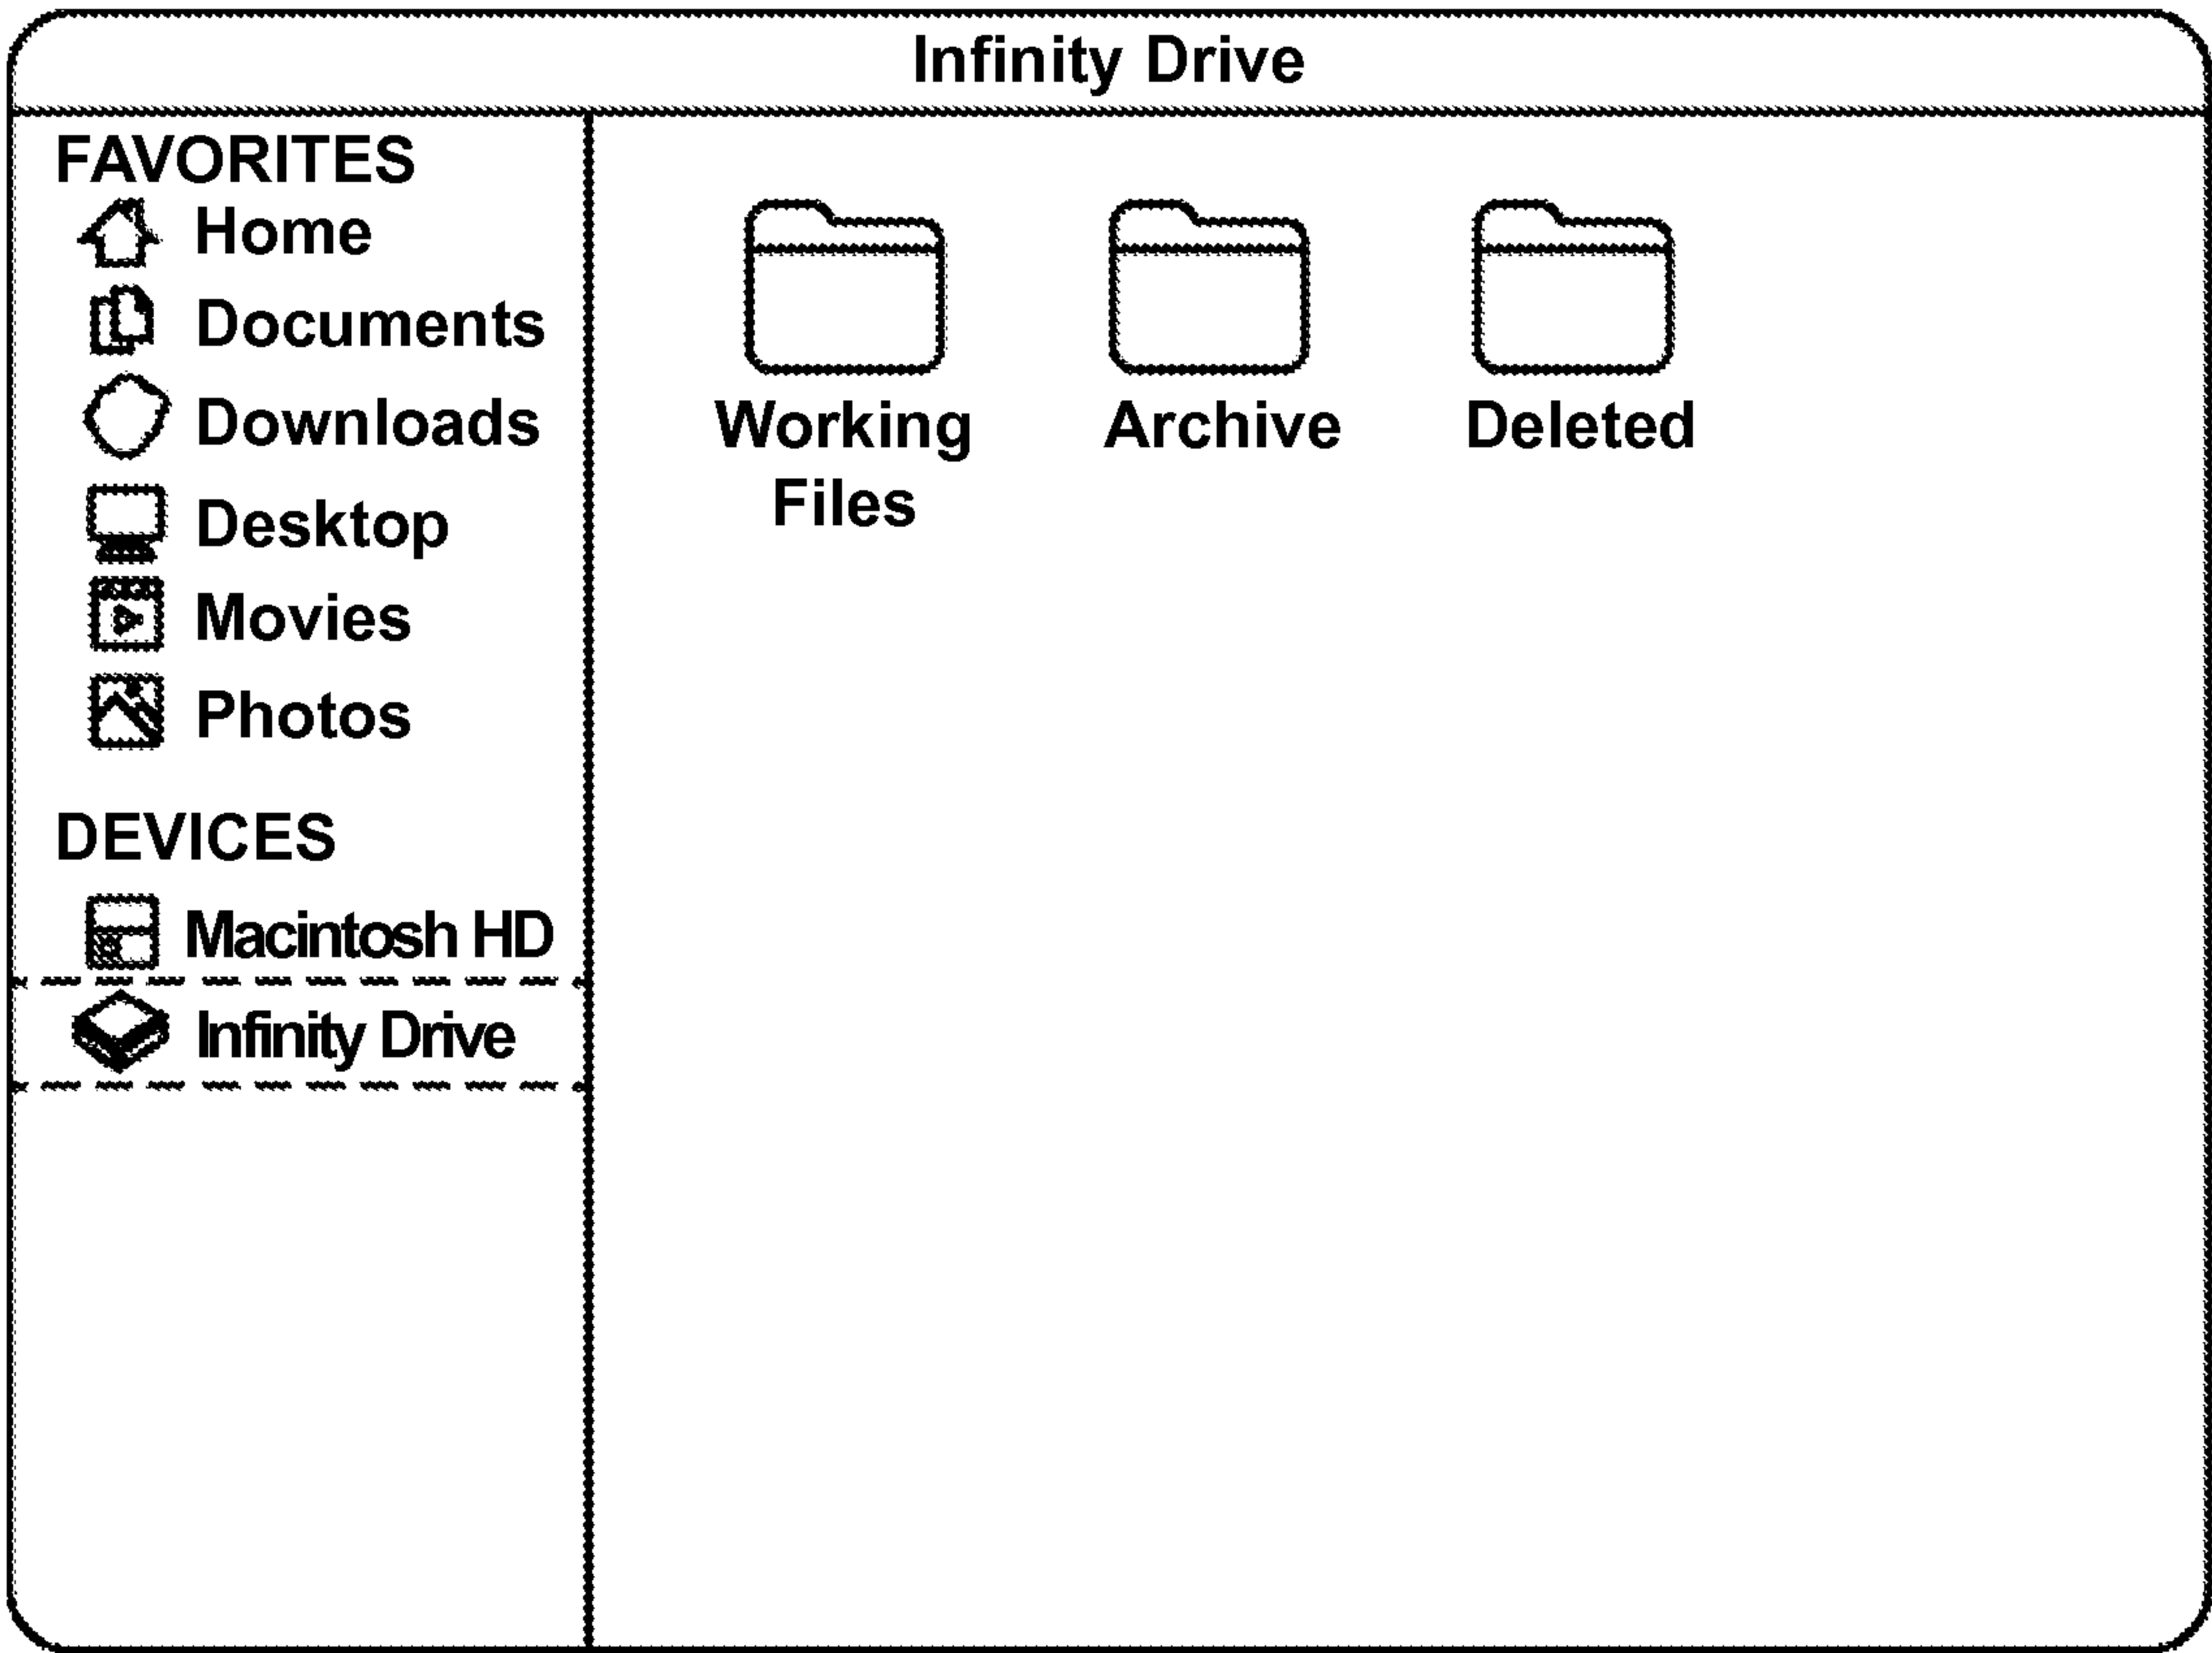 Infinity Drive
FAVORITES
Home
Documents
Downloads
Desktop
Movies
Photos
DEVICES
Macintosh HD
Infinity Drive
Working
Files
Archive
Deleted